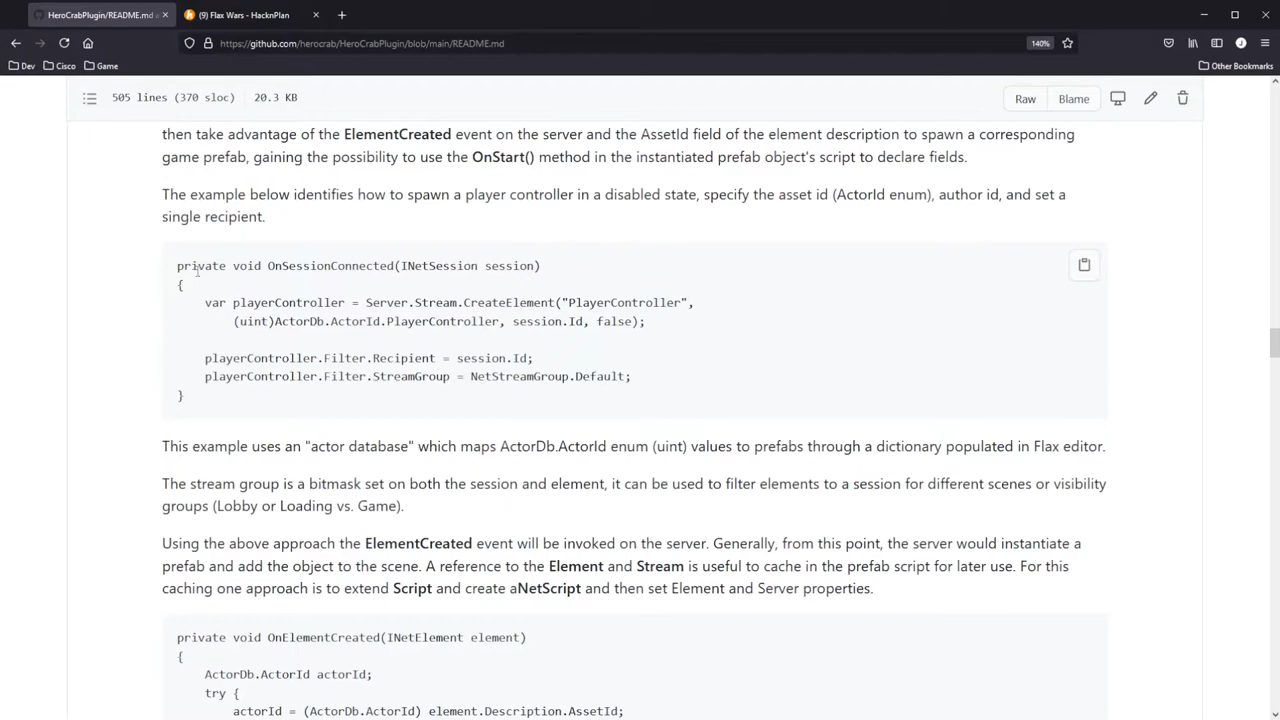 HeroCrabPlugin/README.md a
(9) Flax Wars - HacknPlan
https://github.com/herocrab/HeroCrabPlugin/blob/main/README.md
140%
Dev
Cisco
Game
Other Bookmarks
505 lines (370 sloc)
20.3 KB
Raw
Blame
then take advantage of the ElementCreated event on the server and the AssetId field of the element description to spawn a corresponding
game prefab, gaining the possibility to use the OnStart() method in the instantiated prefab object's script to declare fields.
The example below identifies how to spawn a player controller in a disabled state, specify the asset id (ActorId enum), author id, and set a
single recipient.
private void OnSessionConnected(INetSession session)
{
var playerController = Server.Stream.CreateElement("PlayerController",
(uint)ActorDb.ActorId.PlayerController, session.Id, false);
playerController.Filter.Recipient = session.Id;
playerController.Filter.StreamGroup = NetStreamGroup.Default;
}
This example uses an "actor database" which maps ActorDb.ActorId enum (uint) values to prefabs through a dictionary populated in Flax editor.
The stream group is a bitmask set on both the session and element, it can be used to filter elements to a session for different scenes or visibility
groups (Lobby or Loading vs. Game).
Using the above approach the ElementCreated event will be invoked on the server. Generally, from this point, the server would instantiate a
prefab and add the object to the scene. A reference to the Element and Stream is useful to cache in the prefab script for later use. For this
caching one approach is to extend Script and create aNetScript and then set Element and Server properties.
private void OnElementCreated(INetElement element)
{
ActorDb.ActorId actorId;
try {
actorId = (ActorDb.ActorId) element.Description.AssetId;